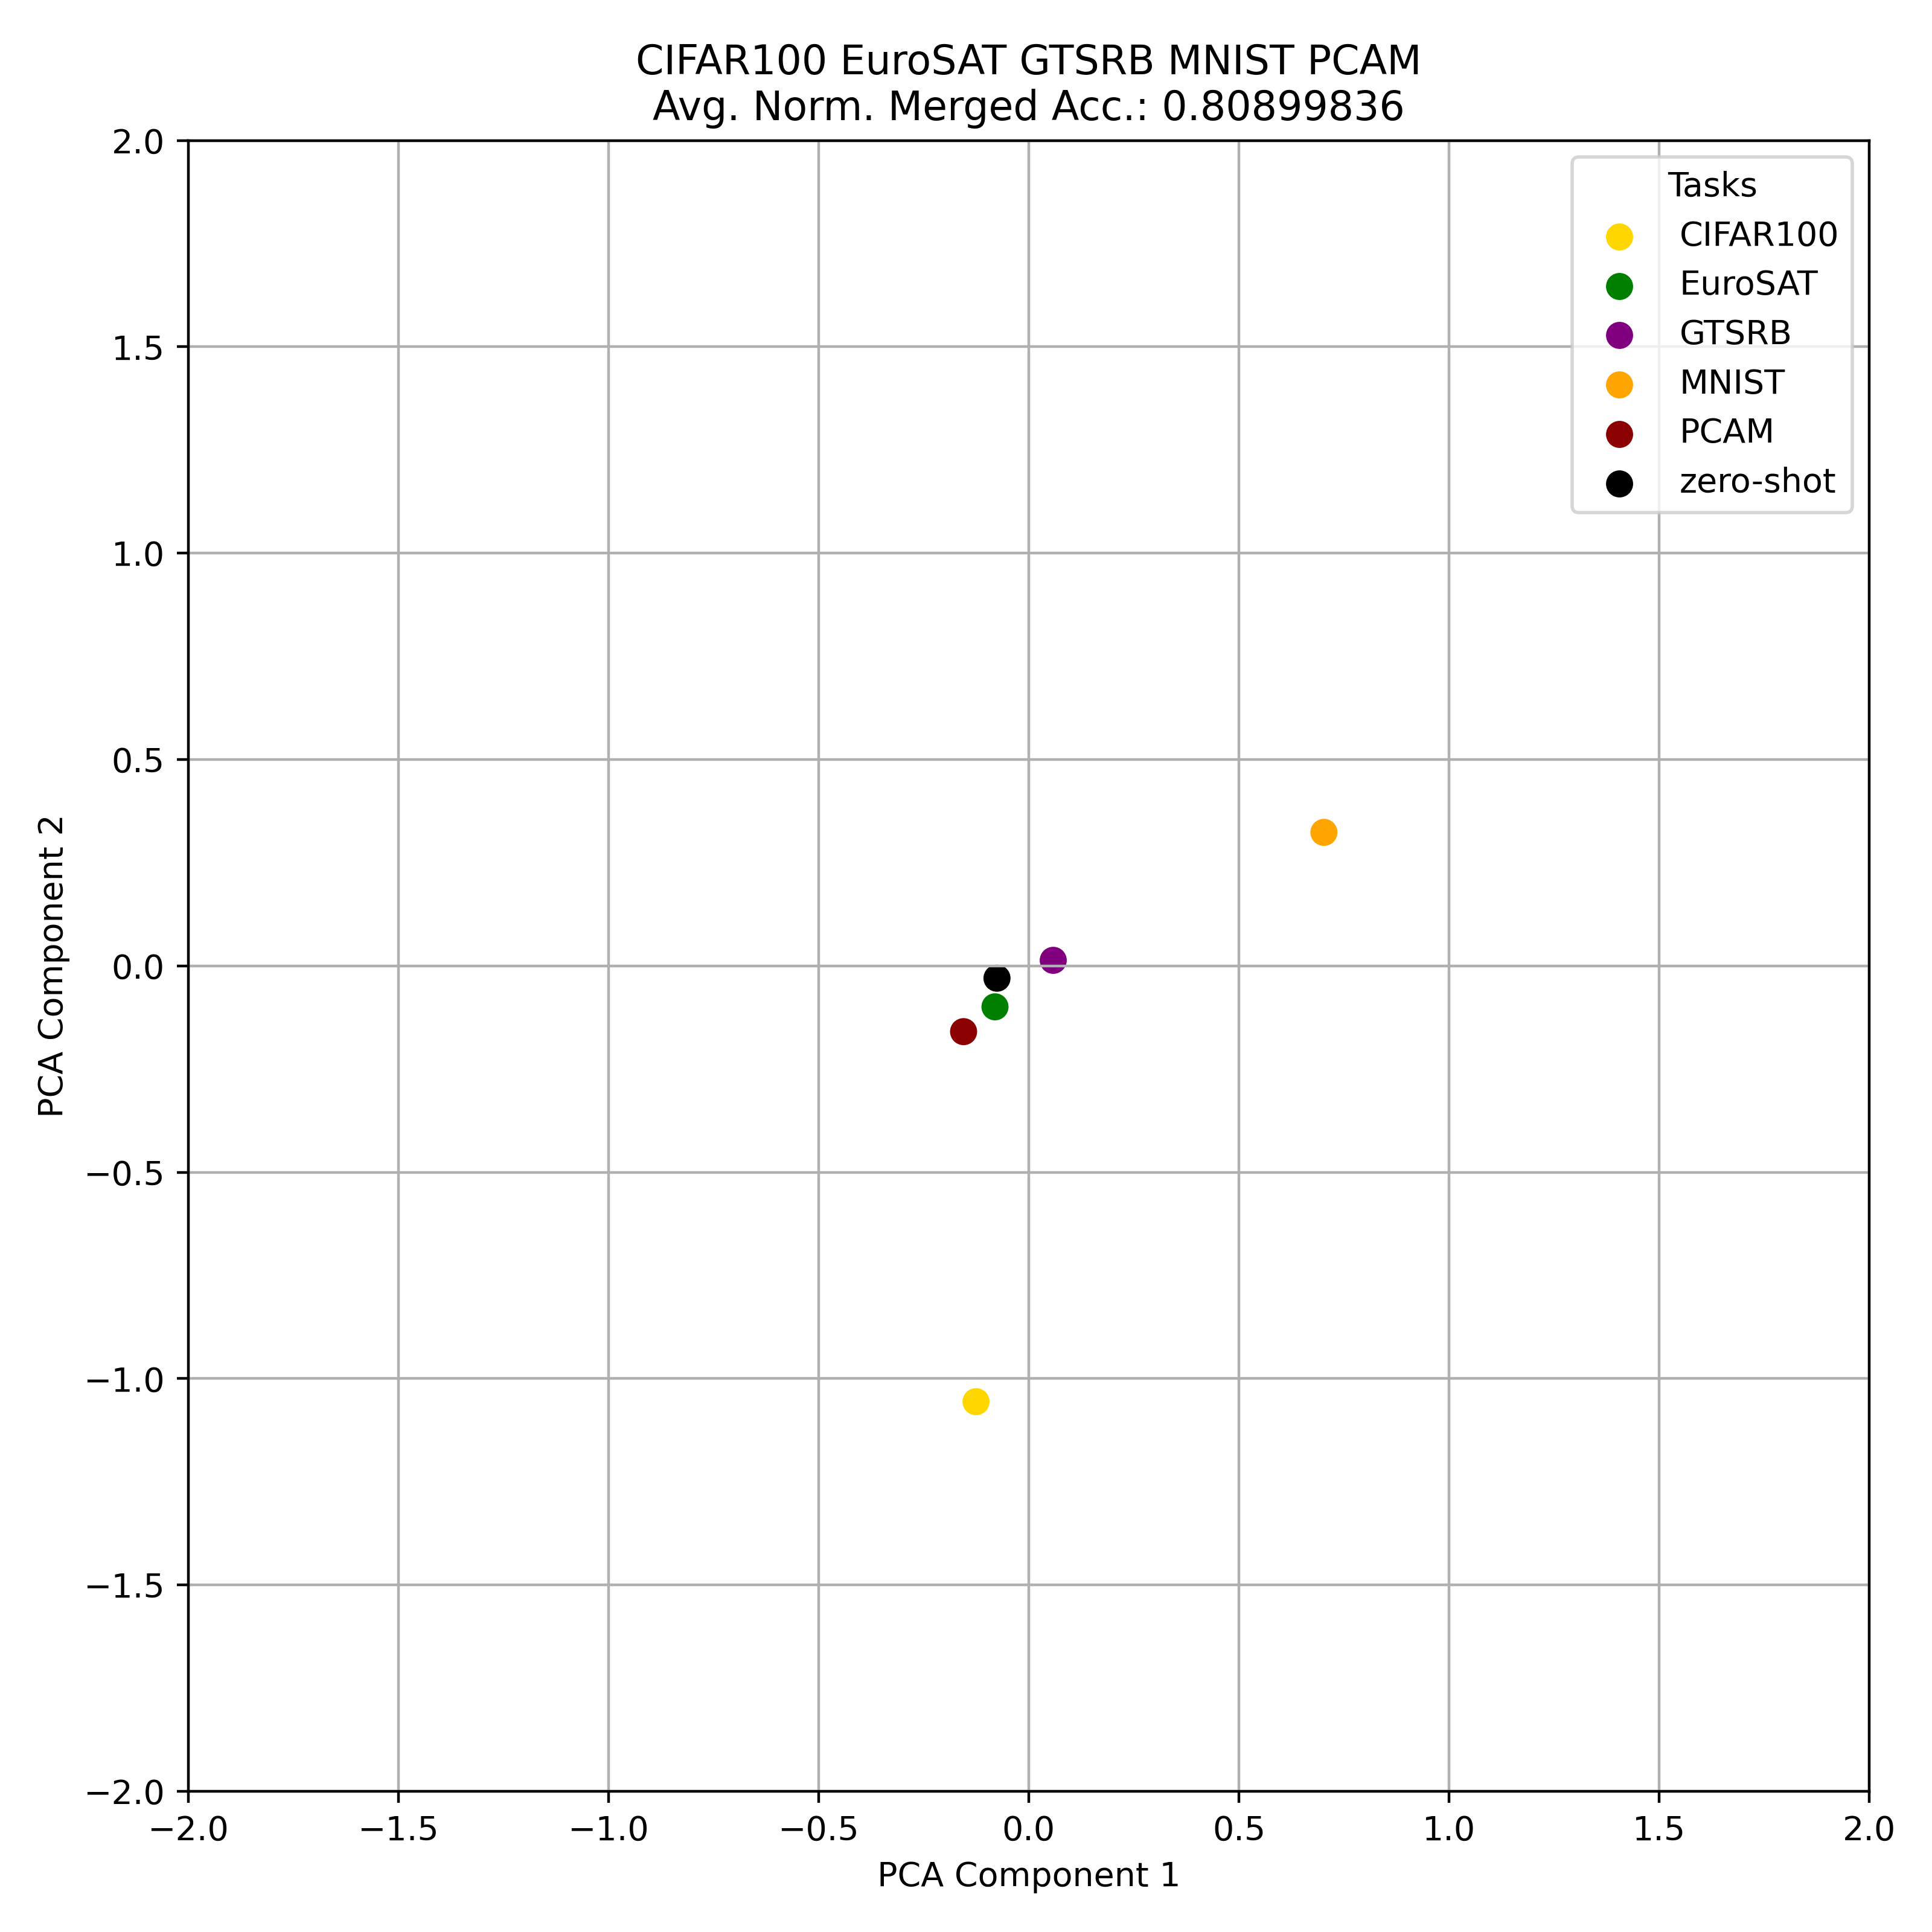 CIFAR100 EuroSAT GTSRB MNIST PCAM
Avg. Norm. Merged Acc.: 0.80899836
Tasks
CIFAR100
EuroSAT
GTSRB
MNIST
PCAM
zero-shot
2.0
1.5
1.0
0.5
0.0
−0.5
−1.0
−1.5
−2.0
PCA Component 2
−2.0 −1.5 −1.0 −0.5 0.0 0.5 1.0 1.5 2.0
PCA Component 1